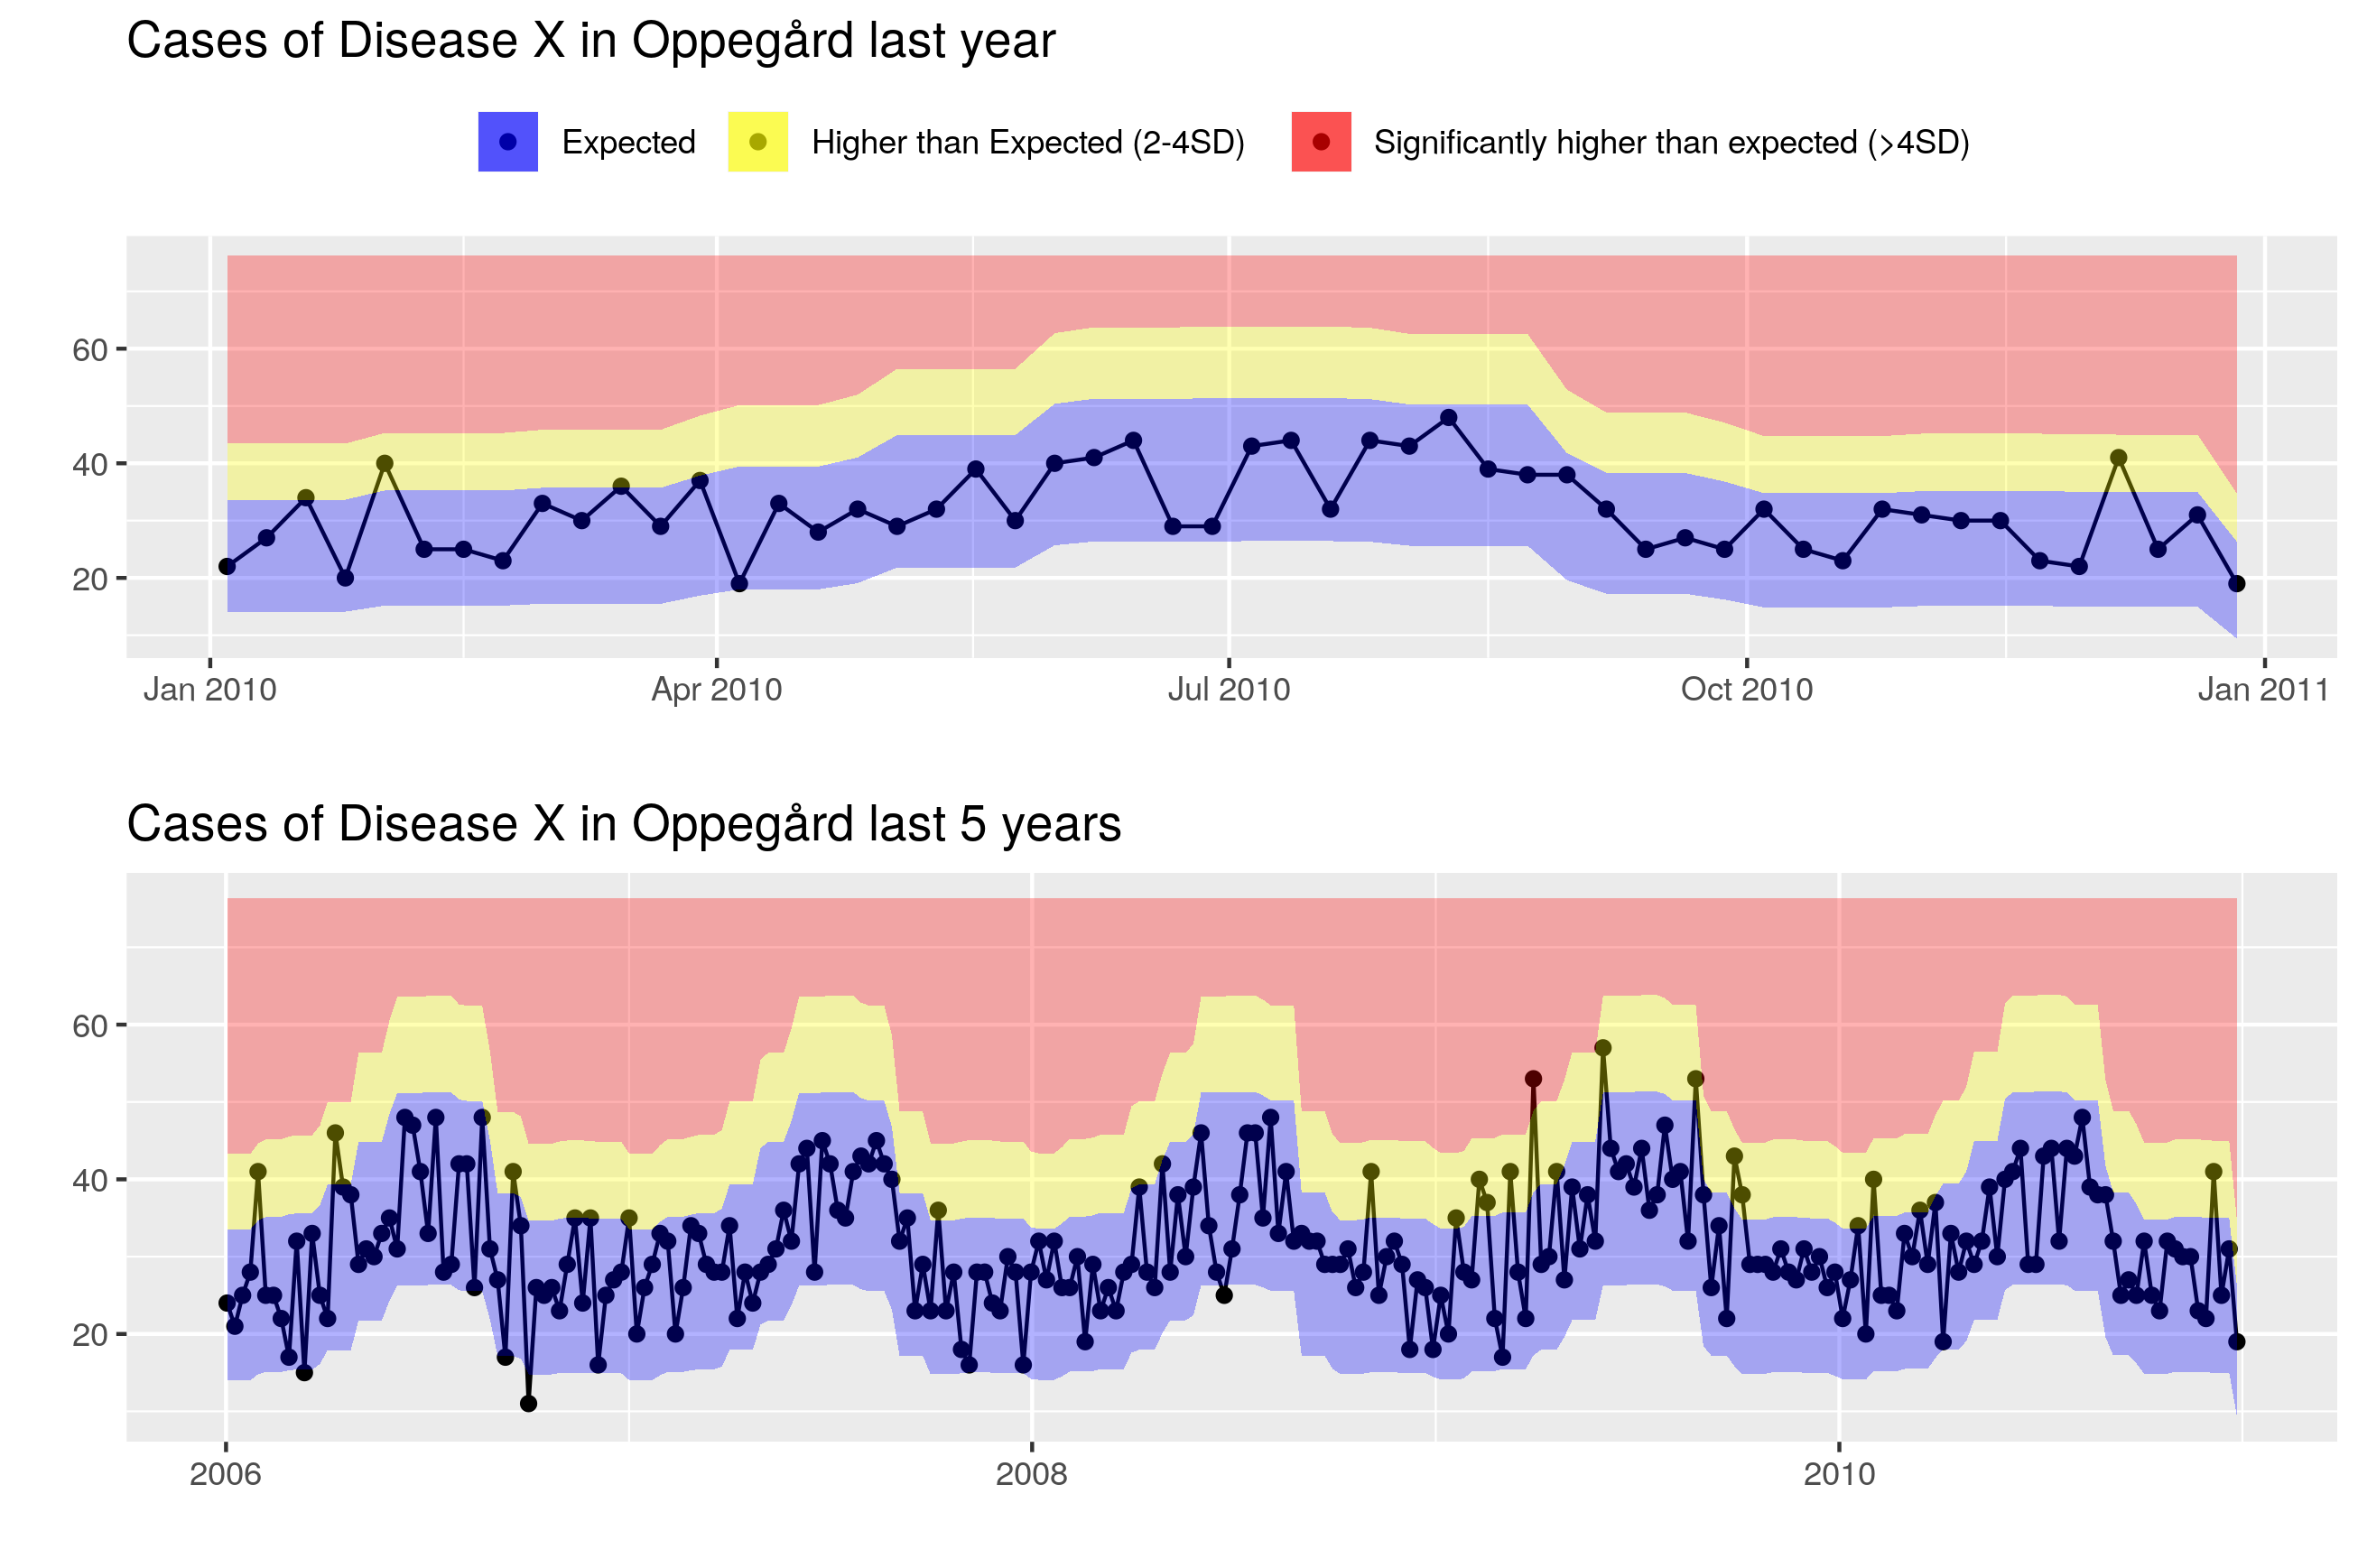 Cases of Disease X in Oppegård last year
Expected Higher than Expected (2-4SD) Significantly higher than expected (>4SD)
60
40
20
Jan 2010 Apr 2010 Jul 2010 Oct 2010 Jan 2011
Cases of Disease X in Oppegård last 5 years
60
40
20
2006 2008 2010